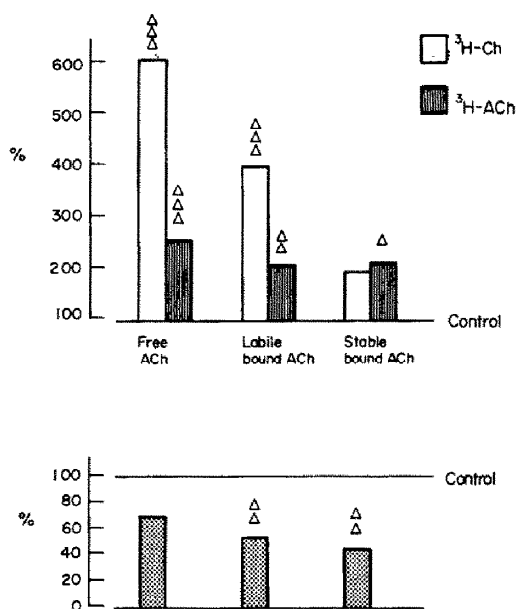 ³H-Ch
³H-ACh
600
500
%
400
300
200
100
Control
Free ACh
Labile bound ACh
Stable bound ACh
100
Control
80
%
60
40
20
0